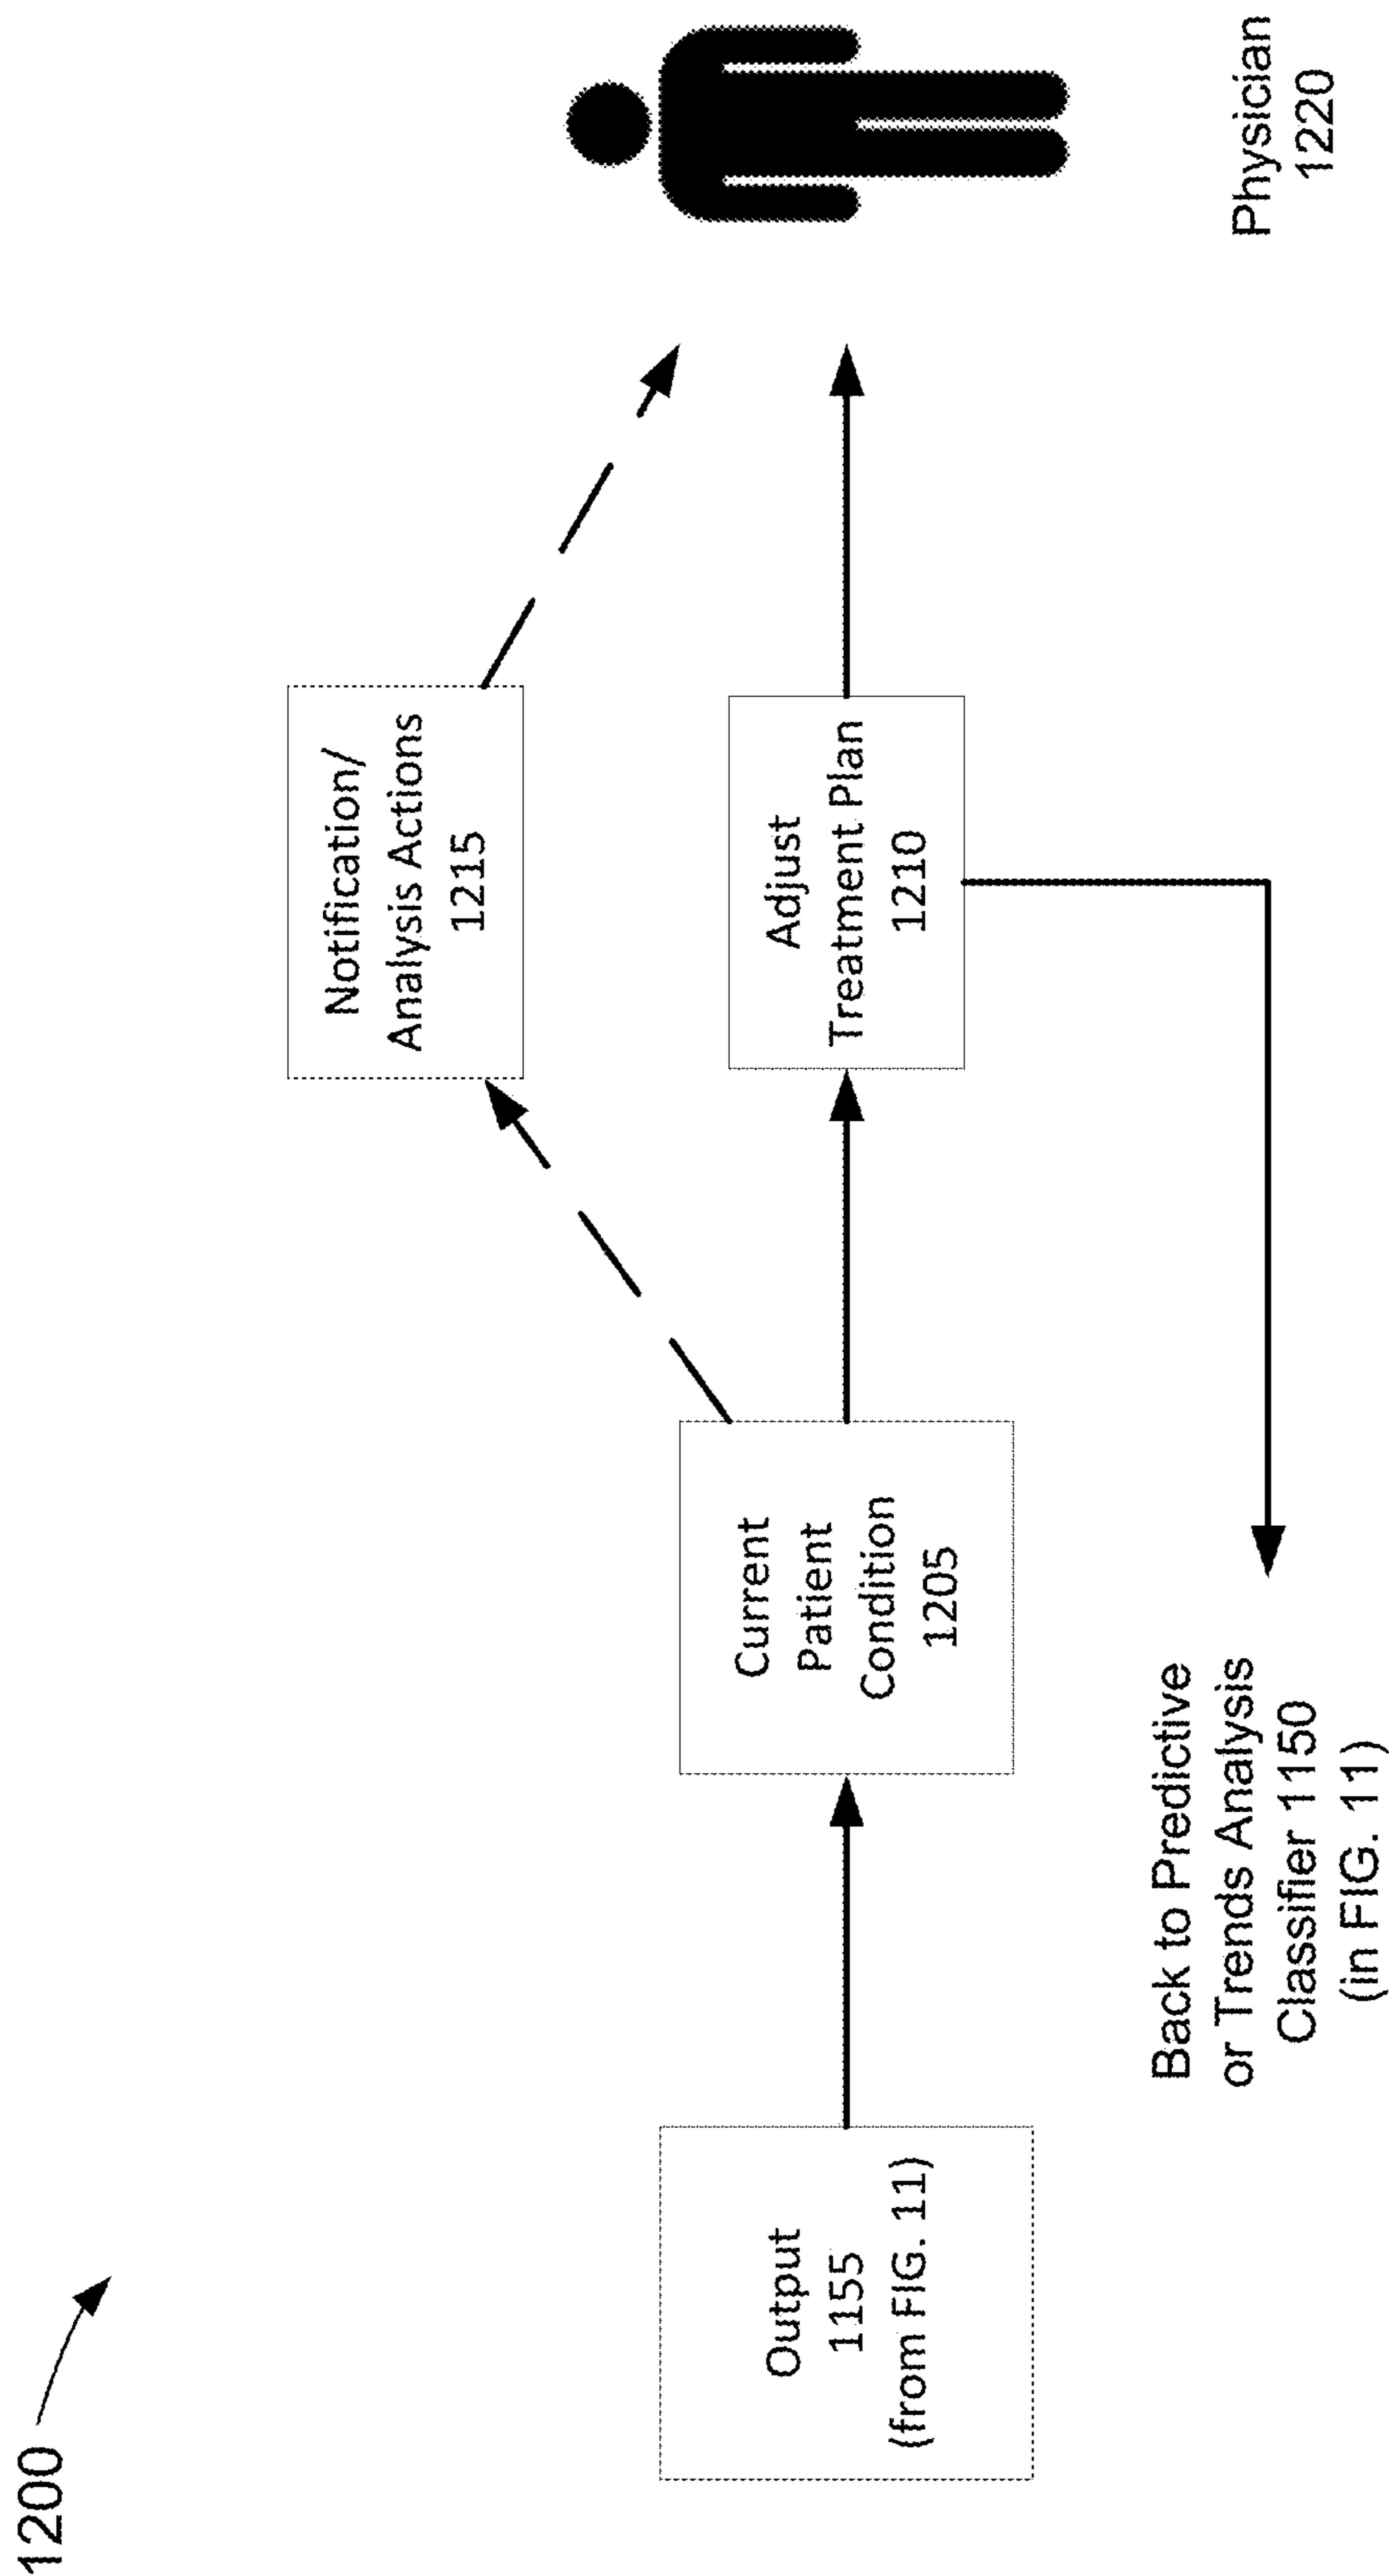 1200
Output
1155
(from FIG. 11)
Current
Patient
Condition
1205
Notification/
Analysis Actions
1215
Adjust
Treatment Plan
1210
Back to Predictive
or Trends Analysis
Classifier 1150
(in FIG. 11)
Physician
1220